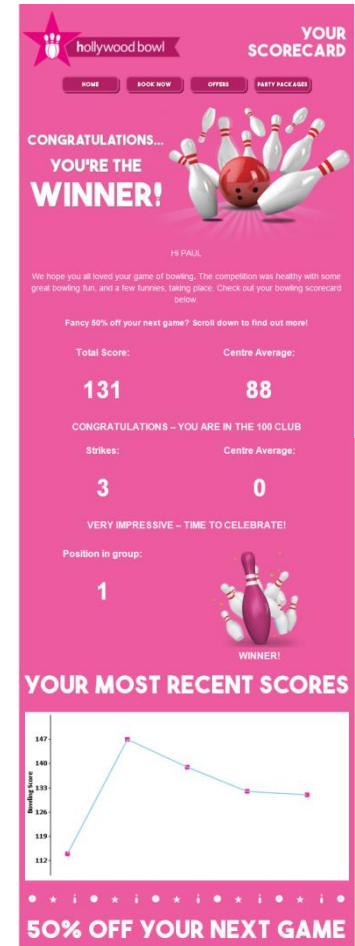 hollywood bowl
YOUR
SCORECARD
HOME
BOOK NOW
OFFERS
PARTY PACKAGES
CONGRATULATIONS...
YOU'RE THE
WINNER!
Hi PAUL
We hope you all loved your game of bowling. The competition was healthy with some
great bowling fun, and a few funnies, taking place. Check out your bowling scorecard
below.
Fancy 50% off your next game? Scroll down to find out more!
Total Score:
Centre Average:
131
88
CONGRATULATIONS – YOU ARE IN THE 100 CLUB
Strikes:
Centre Average:
3
0
VERY IMPRESSIVE – TIME TO CELEBRATE!
Position in group:
1
WINNER!
YOUR MOST RECENT SCORES
Bowling Score
147
140
133
126
119
112
50% OFF YOUR NEXT GAME